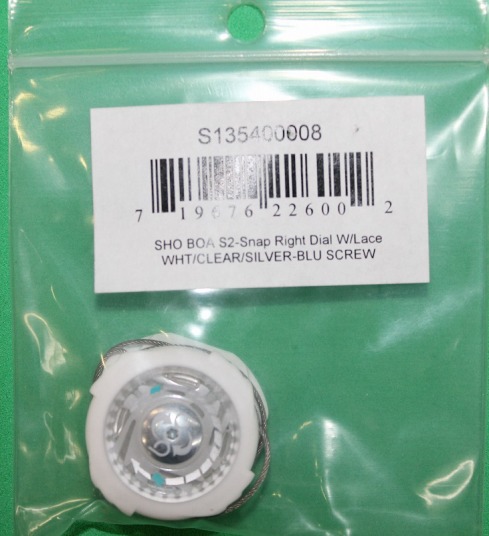 S135400008
7 19676 22600 2
SHO BOA S2-Snap Right Dial W/Lace
WHT/CLEAR/SILVER-BLU SCREW